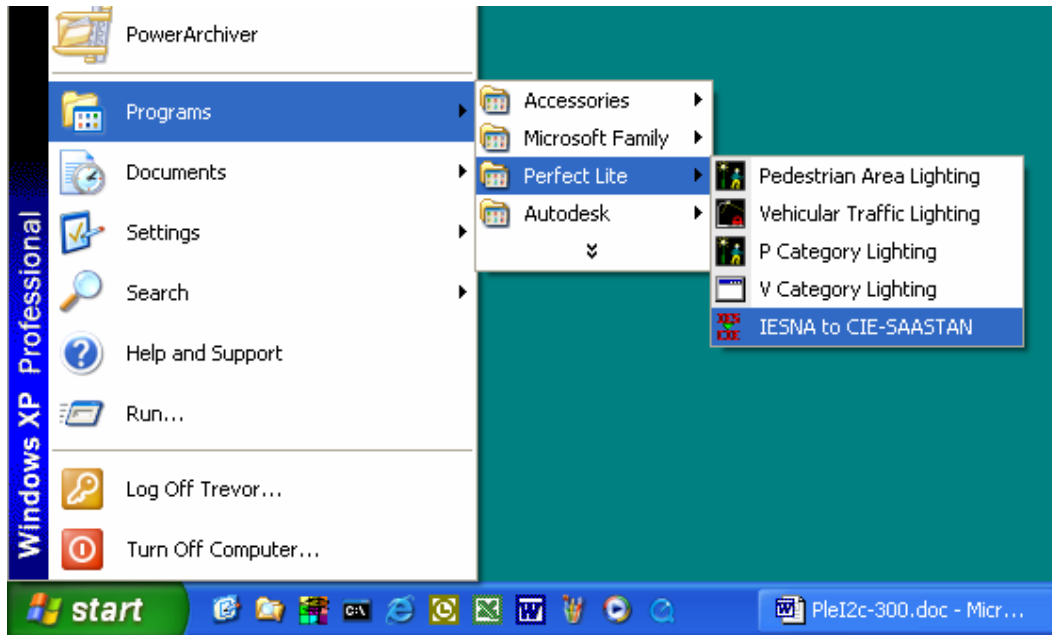 PowerArchiver
Programs
Documents
Settings
Search
Help and Support
Run...
Log Off Trevor...
Turn Off Computer...
Windows XP Professional
Accessories
Microsoft Family
Perfect Lite
Autodesk
Pedestrian Area Lighting
Vehicular Traffic Lighting
P Category Lighting
V Category Lighting
IESNA to CIE-SAASTAN
start
PleI2c-300.doc - Micr...